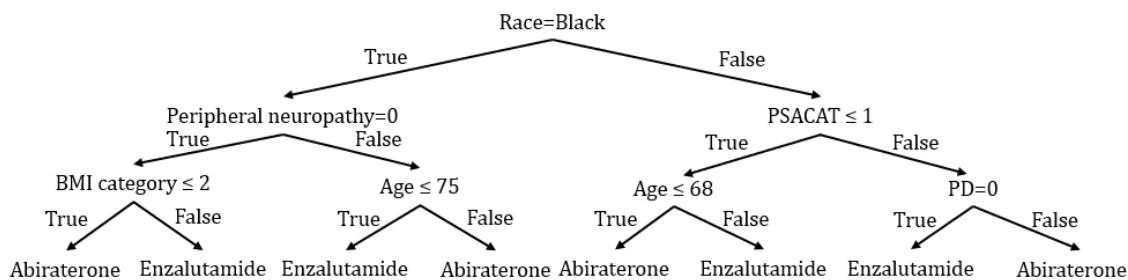 Race=Black
True
False
Peripheral neuropathy=0
PSACAT ≤ 1
True
False
True
False
BMI category ≤ 2
Age ≤ 75
Age ≤ 68
PD=0
True
False
True
False
True
False
True
False
Abiraterone
Enzalutamide
Enzalutamide
Abiraterone
Abiraterone
Enzalutamide
Enzalutamide
Abiraterone